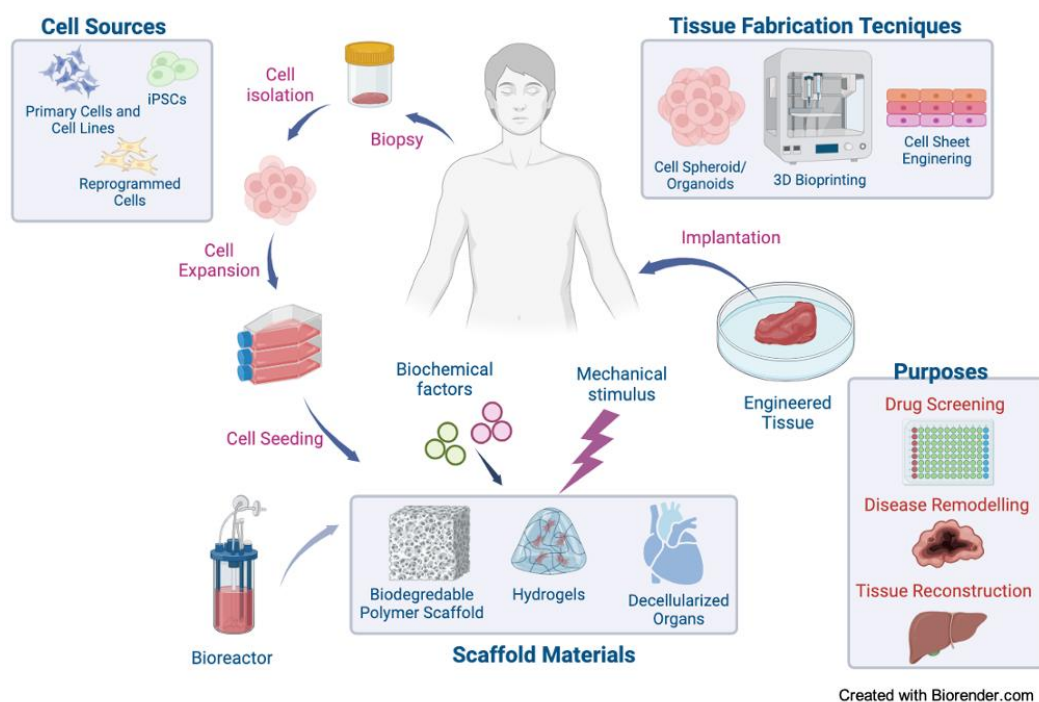 Cell Sources
Primary Cells and
Cell Lines
iPSCs
Reprogrammed
Cells
Cell
isolation
Biopsy
Cell
Expansion
Cell Seeding
Tissue Fabrication Tecniques
Cell Spheroid/
Organoids
3D Bioprinting
Cell Sheet
Enginering
Implantation
Engineered
Tissue
Biochemical
factors
Mechanical
stimulus
Bioreactor
Biodegredable
Polymer Scaffold
Hydrogels
Decellularized
Organs
Scaffold Materials
Purposes
Drug Screening
Disease Remodelling
Tissue Reconstruction
Created with Biorender.com